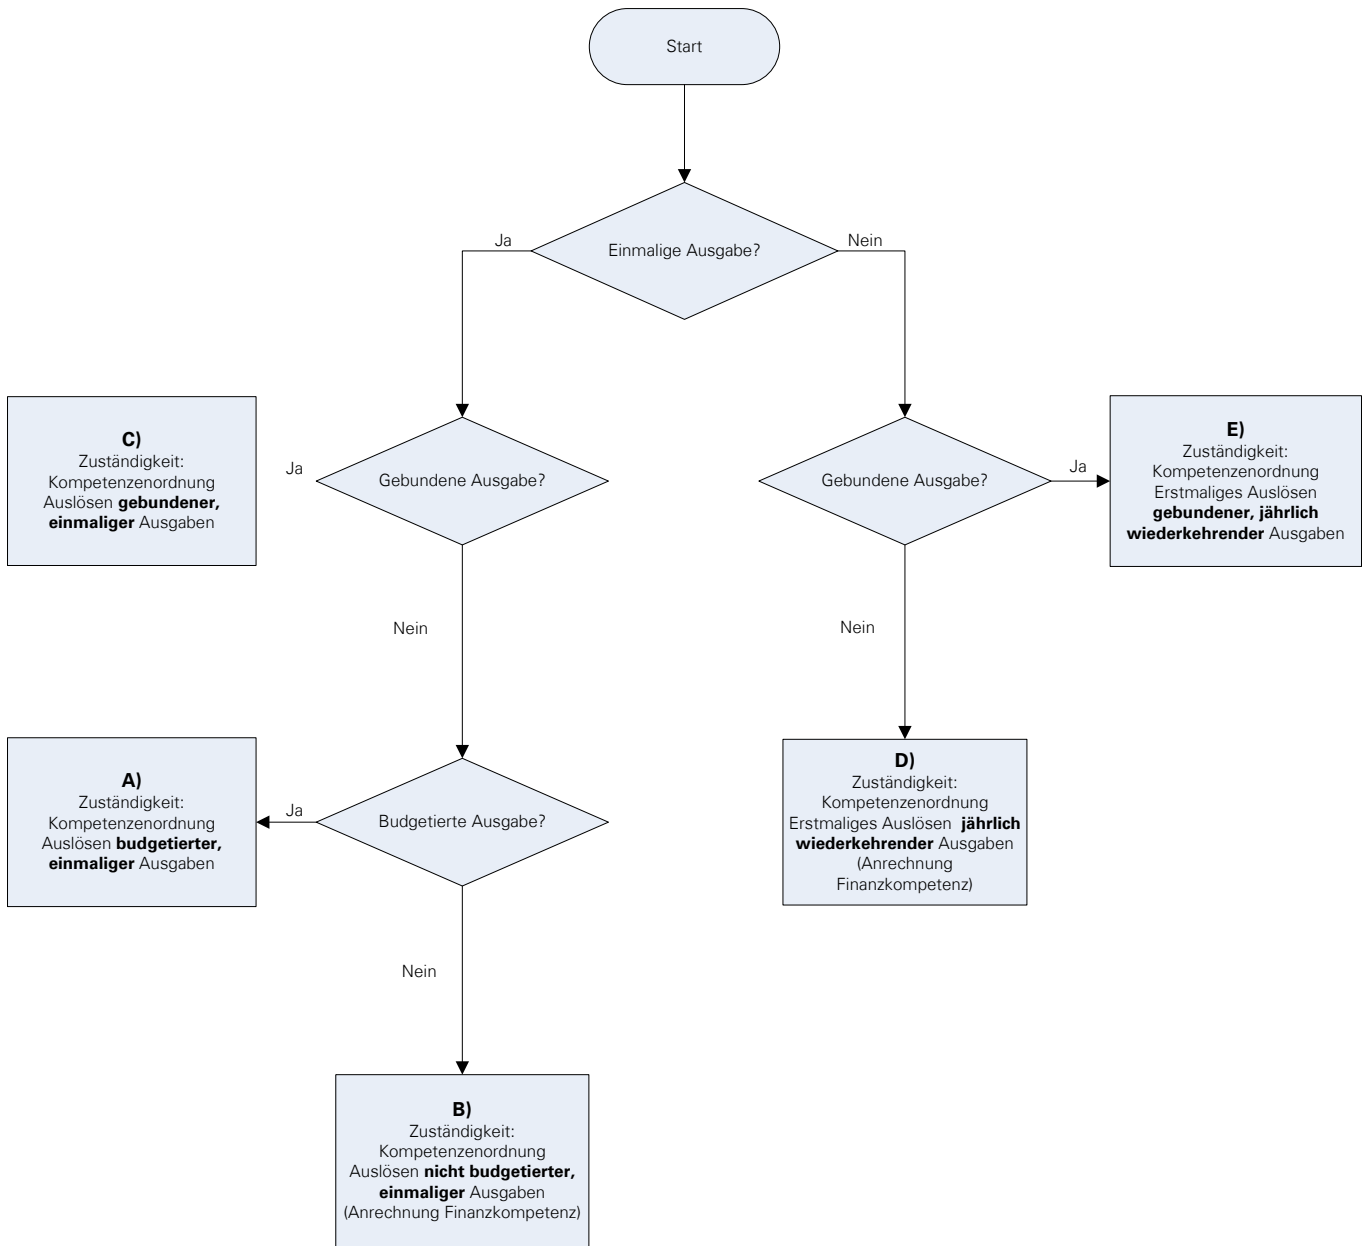 Start
Einmalige Ausgabe?
Ja
Nein
C)
Zuständigkeit:
Kompetenzenordnung
Auslösen gebundener,
einmaliger Ausgaben
Ja
Gebundene Ausgabe?
Gebundene Ausgabe?
Ja
E)
Zuständigkeit:
Kompetenzenordnung
Erstmaliges Auslösen
gebundener, jährlich
wiederkehrender Ausgaben
Nein
Nein
A)
Zuständigkeit:
Kompetenzenordnung
Auslösen budgetierter,
einmaliger Ausgaben
Ja
Budgetierte Ausgabe?
D)
Zuständigkeit:
Kompetenzenordnung
Erstmaliges Auslösen jährlich
wiederkehrender Ausgaben
(Anrechnung
Finanzkompetenz)
Nein
B)
Zuständigkeit:
Kompetenzenordnung
Auslösen nicht budgetierter,
einmaliger Ausgaben
(Anrechnung Finanzkompetenz)